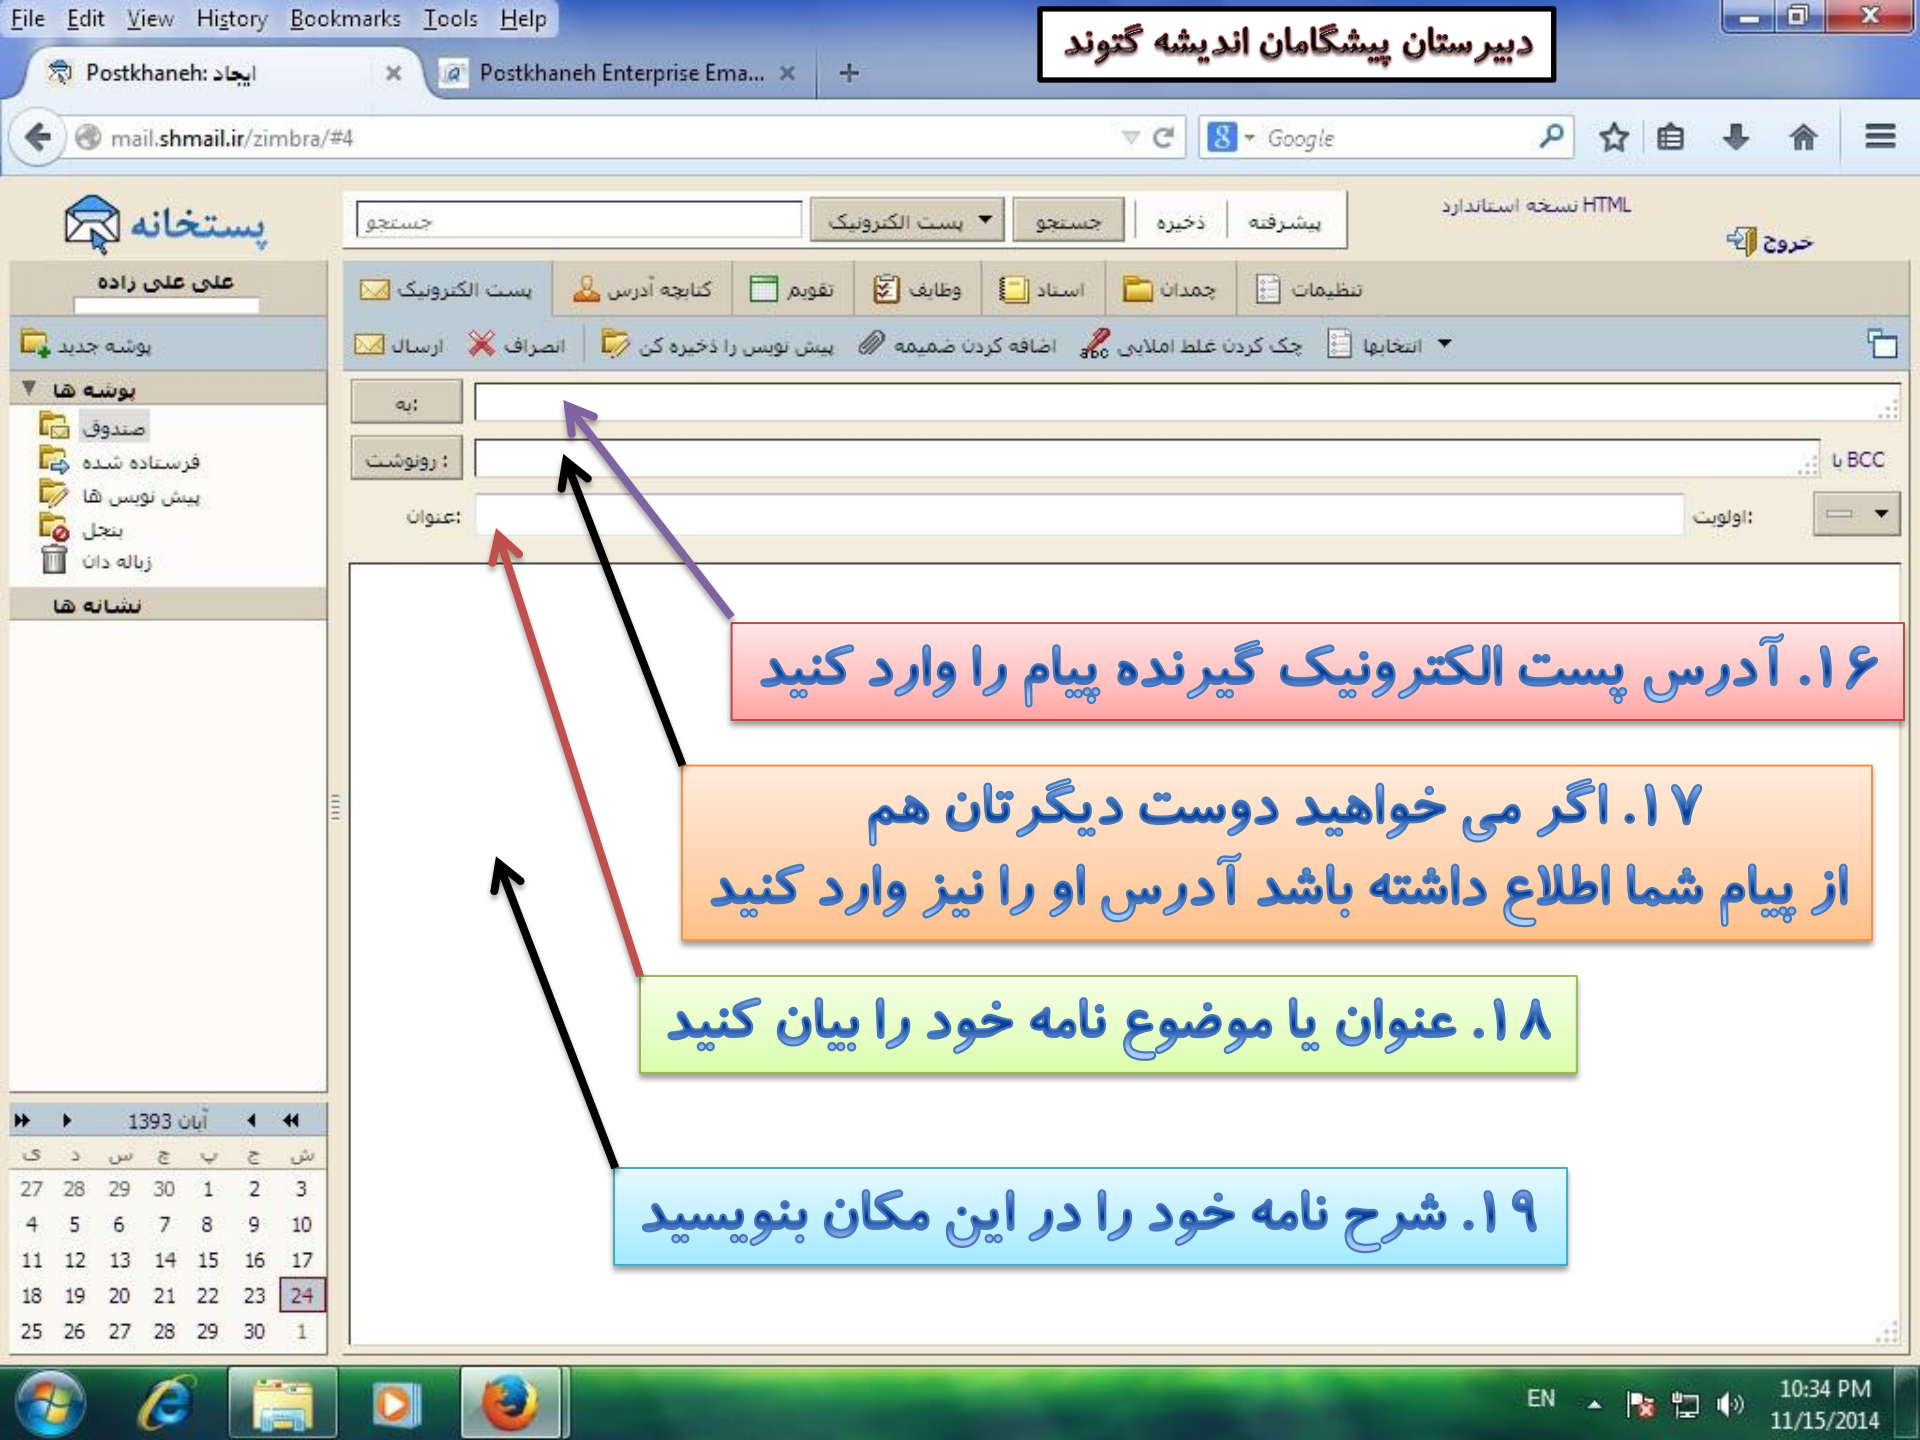 File Edit View History Bookmarks Tools Help
دبیرستان پیشگامان اندیشه گتوند
Postkhaneh: ایجاد
Postkhaneh Enterprise Ema...
mail.shmail.ir/zimbra/#4
Google
پستخانه
جستجو
پست الکترونیک
جستجو
ذخیره
پیشرفته
HTML نسخه استاندارد
خروج
علی علی زاده
پست الکترونیک
کتابچه آدرس
تقویم
وظایف
اسناد
چمدان
تنظیمات
پوشه جدید
ارسال
انصراف
پیش نویس را ذخیره کن
اضافه کردن ضمیمه
چک کردن غلط املایی
انتخابها
پوشه ها
صندوق
فرستاده شده
پیش نویس ها
بنجل
زباله دان
نشانه ها
به:
رونوشت :
BCC با
عنوان:
اولویت:
۱۶. آدرس پست الکترونیک گیرنده پیام را وارد کنید
۱۷. اگر می خواهید دوست دیگرتان هم
از پیام شما اطلاع داشته باشد آدرس او را نیز وارد کنید
۱۸. عنوان یا موضوع نامه خود را بیان کنید
۱۹. شرح نامه خود را در این مکان بنویسید
آبان 1393
ی د س چ پ ج ش
27 28 29 30 1 2 3
4 5 6 7 8 9 10
11 12 13 14 15 16 17
18 19 20 21 22 23 24
25 26 27 28 29 30 1
EN
10:34 PM
11/15/2014